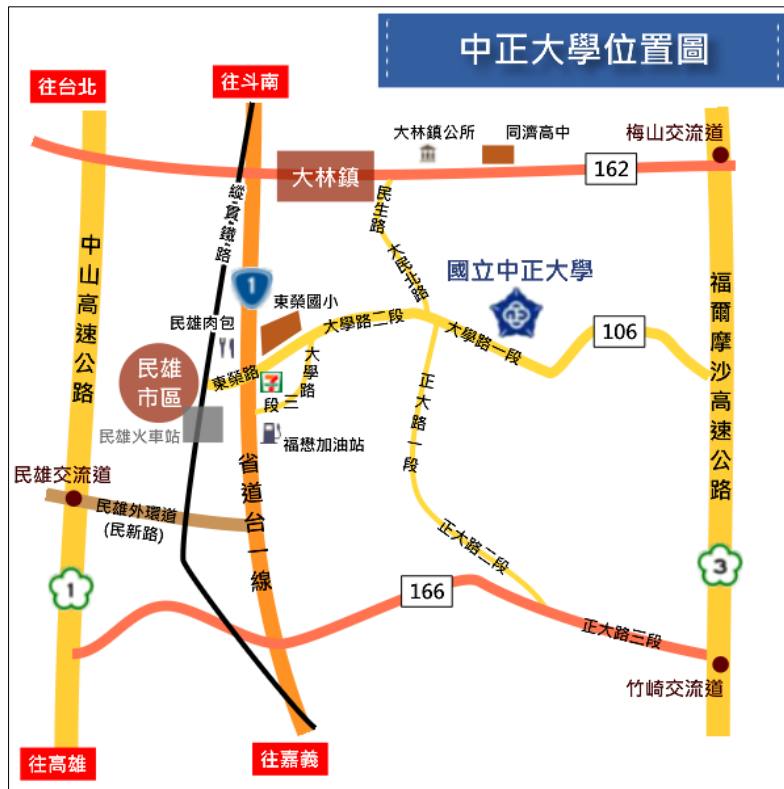 中正大學位置圖
往台北
往斗南
大林鎮公所
同濟高中
梅山交流道
162
大林鎮
縱貫鐵路
民生路
大民北路
中山高速公路
國立中正大學
福爾摩沙高速公路
1
東榮國小
民雄肉包
大學路二段
大學路一段
106
民雄
市區
東榮路
7
大學路
三段
正大路一段
民雄火車站
福懋加油站
省道台一線
民雄交流道
民雄外環道
(民新路)
正大路二段
1
3
166
正大路三段
竹崎交流道
往高雄
往嘉義